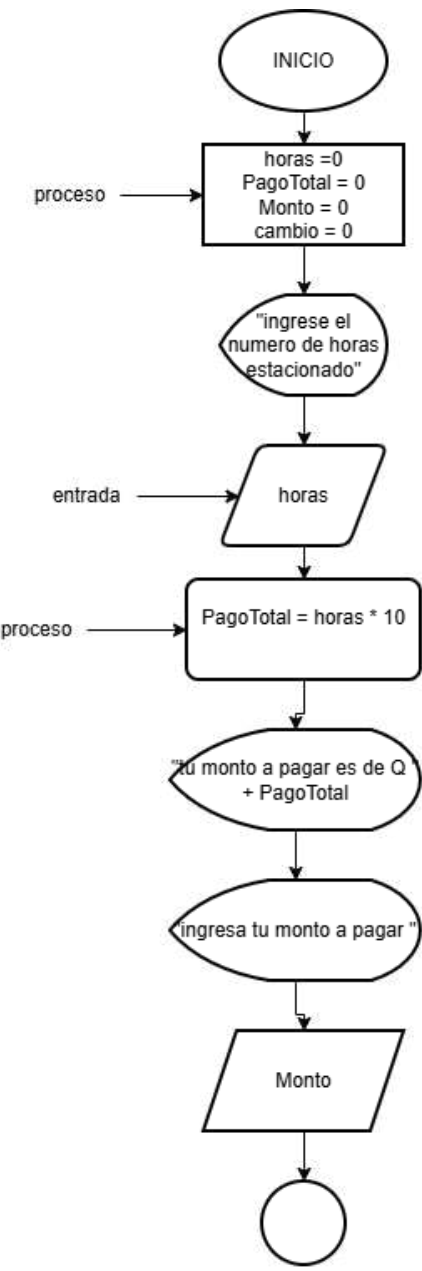 INICIO
horas =0
PagoTotal = 0
Monto = 0
cambio = 0
proceso
"ingrese el
numero de horas
estacionado"
entrada
horas
PagoTotal = horas * 10
proceso
"tu monto a pagar es de Q "
+ PagoTotal
"ingresa tu monto a pagar "
Monto